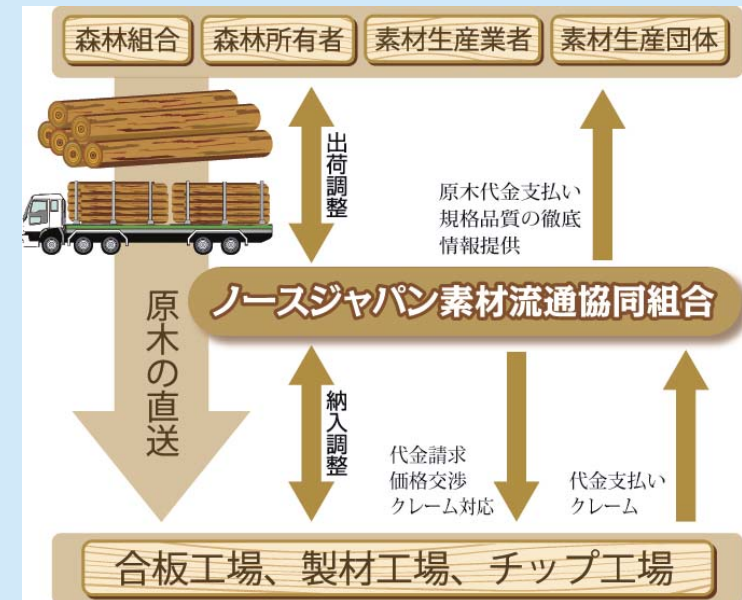 森林組合
森林所有者
素材生産業者
素材生産団体
出荷調整
原木代金支払い
規格品質の徹底
情報提供
ノースジャパン素材流通協同組合
原木の直送
納入調整
代金請求
価格交渉
クレーム対応
代金支払い
クレーム
合板工場、製材工場、チップ工場